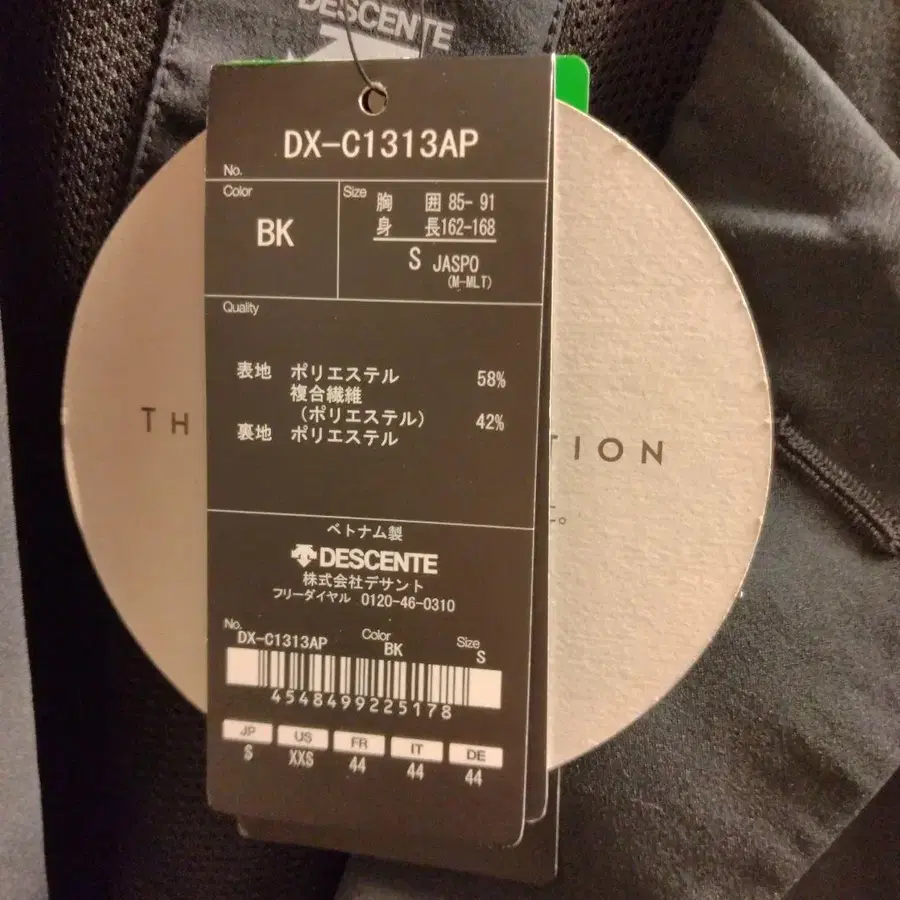 DESCENTE
DX-C1313AP
No.
Color
Size
BK
胸 囲 85- 91
身 長162-168
S JASPO
(M-MLT)
Quality
表地 ポリエステル 58%
複合繊維
(ポリエステル) 42%
裏地 ポリエステル
TH
TION
ベトナム製
DESCENTE
株式会社デサント
フリーダイヤル 0120-46-0310
No. Color Size
DX-C1313AP BK S
4548499225178
JP US FR IT DE
S XXS 44 44 44